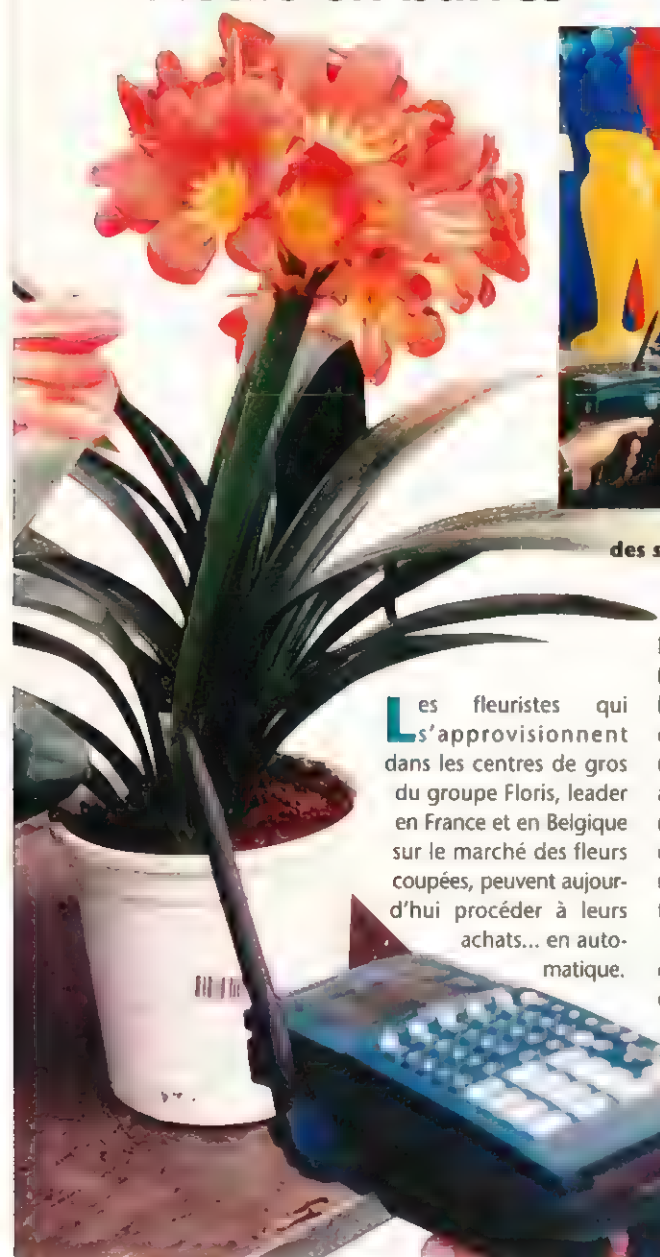 des s
Les fleuristes qui
s'approvisionnent
dans les centres de gros
du groupe Floris, leader
en France et en Belgique
sur le marché des fleurs
coupées, peuvent aujour-
d'hui procéder à leurs
achats... en auto-
matique.